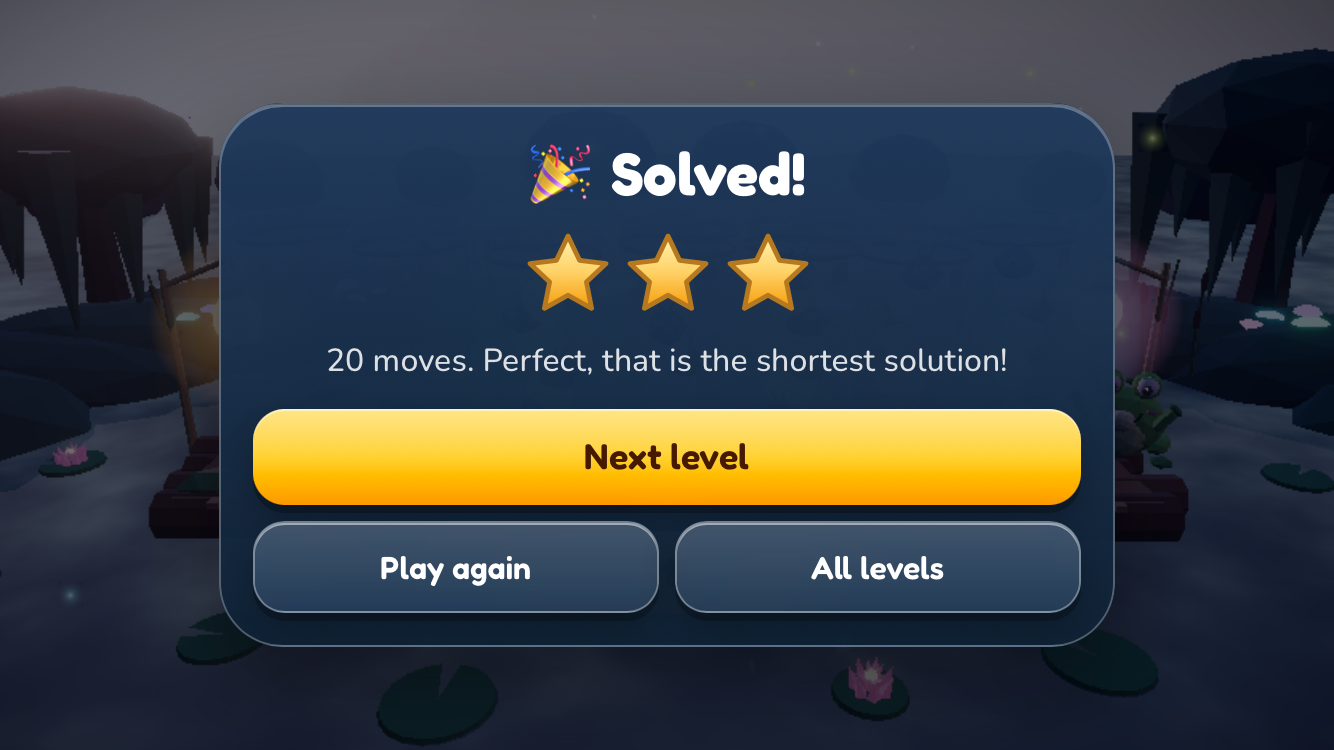 Solved!
20 moves. Perfect, that is the shortest solution!
Next level
Play again
All levels